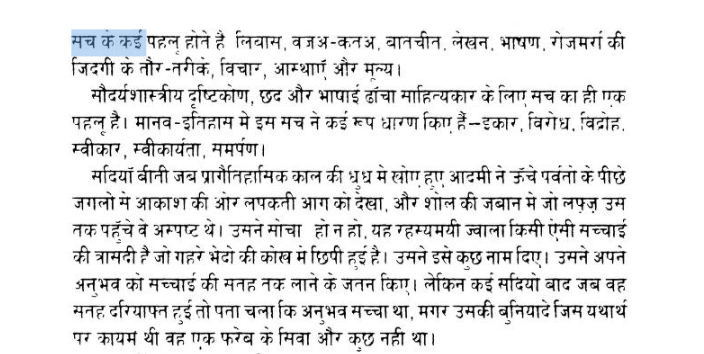 सच के कई पहलू होते है लिबास, वजअ-कतअ, बातचीत, लेखन, भाषण, रोजमर्रा की
जिदगी के तौर-तरीके, विचार, आस्थाएँ और मूल्य।
सौदर्यशास्त्रीय दृष्टिकोण, छद और भाषाई ढाँचा साहित्यकार के लिए सच का ही एक
पहलू है। मानव-इतिहास मे इस सच ने कई रूप धारण किए हैं—इकार, विरोध, विद्रोह,
स्वीकार, स्वीकार्यता, समर्पण।
सदियाँ बीती जब प्रागैतिहासिक काल की धुध मे खोए हुए आदमी ने ऊँचे पर्वतो के पीछे
जगलो मे आकाश की ओर लपकती आग को देखा, और शोल की जबान मे जो लफ्ज़ उस
तक पहुँचे वे अस्पष्ट थे। उसने सोचा हो न हो, यह रहस्यमयी ज्वाला किसी ऐसी सच्चाई
की त्रासदी है जो गहरे भेदो की कोख मे छिपी हुई है। उसने इसे कुछ नाम दिए। उसने अपने
अनुभव को सच्चाई की सतह तक लाने के जतन किए। लेकिन कई सदियो बाद जब वह
सतह दरियाफ्त हुई तो पता चला कि अनुभव सच्चा था, मगर उसकी बुनियादे जिस यथार्थ
पर कायम थी वह एक फरेब के सिवा और कुछ नही था।